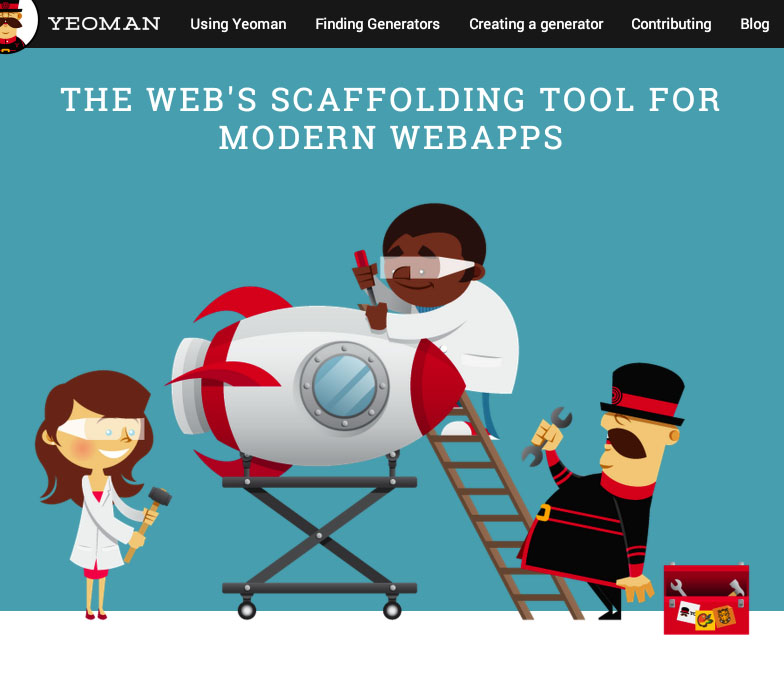 YEOMAN
Using Yeoman
Finding Generators
Creating a generator
Contributing
Blog
THE WEB'S SCAFFOLDING TOOL FOR
MODERN WEBAPPS